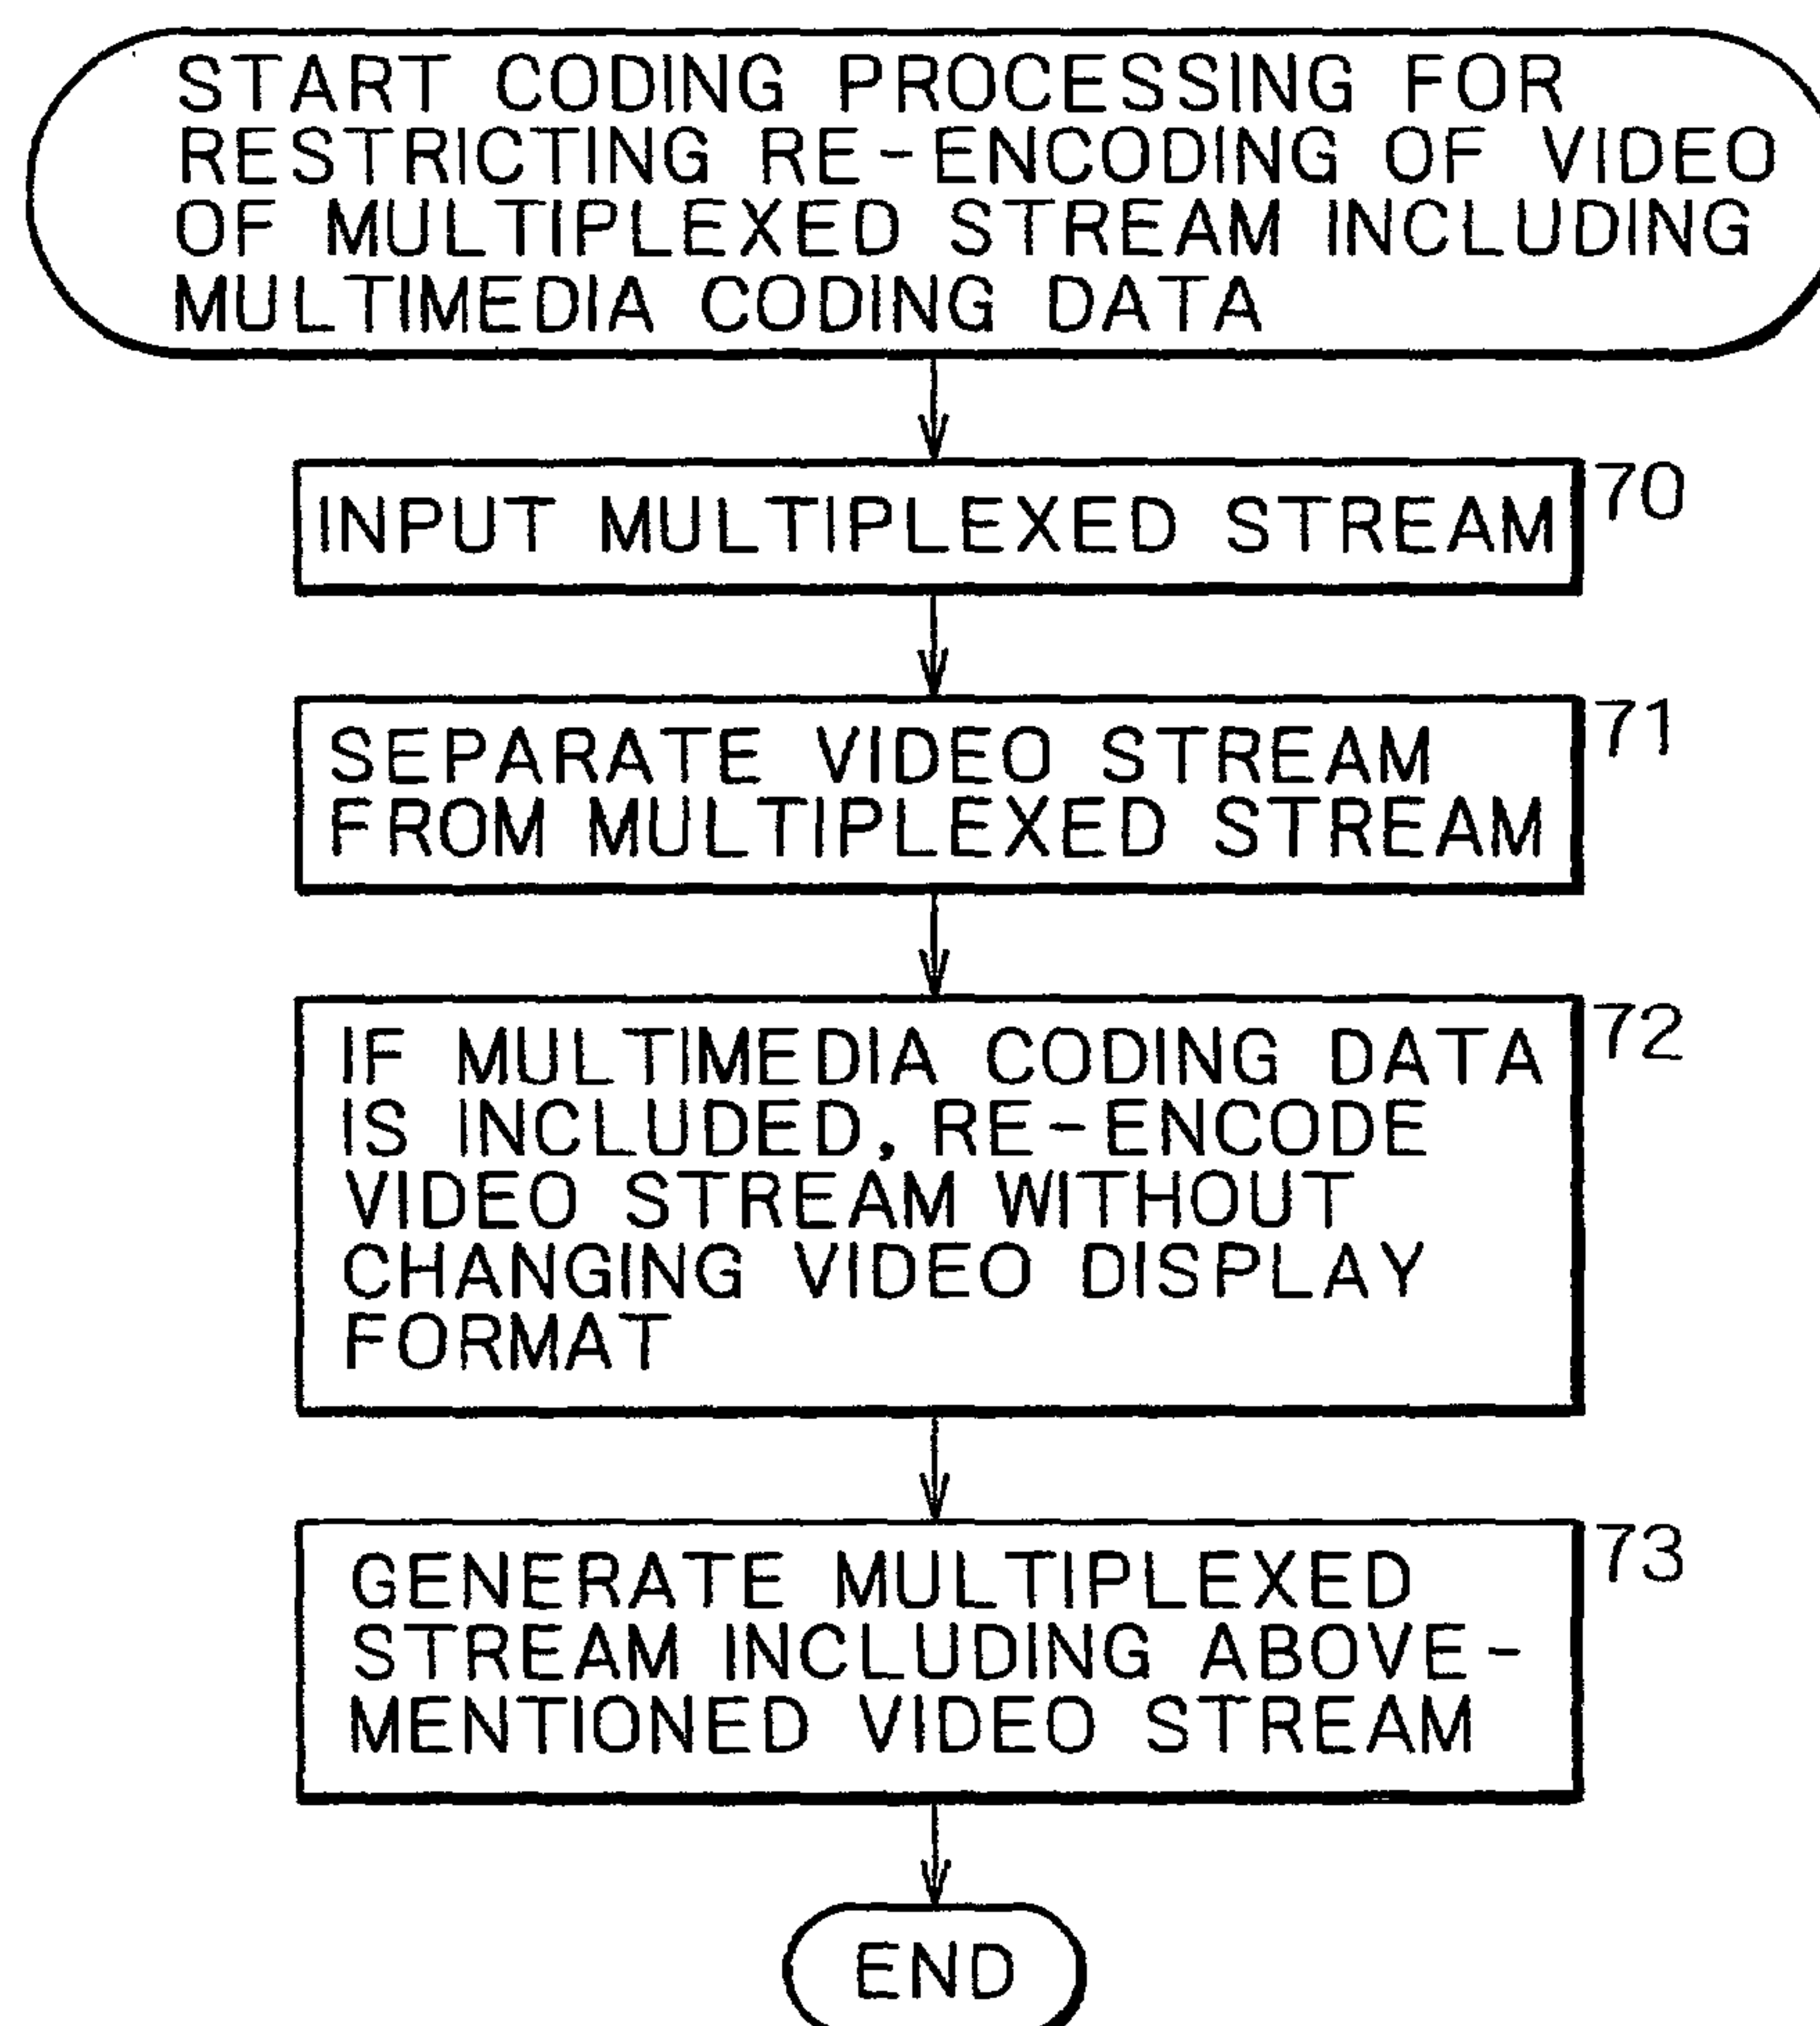 START CODING PROCESSING FOR
RESTRICTING RE-ENCODING OF VIDEO
OF MULTIPLEXED STREAM INCLUDING
MULTIMEDIA CODING DATA
INPUT MULTIPLEXED STREAM
70
SEPARATE VIDEO STREAM
FROM MULTIPLEXED STREAM
71
IF MULTIMEDIA CODING DATA
IS INCLUDED, RE-ENCODE
VIDEO STREAM WITHOUT
CHANGING VIDEO DISPLAY
FORMAT
72
GENERATE MULTIPLEXED
STREAM INCLUDING ABOVE-
MENTIONED VIDEO STREAM
73
END